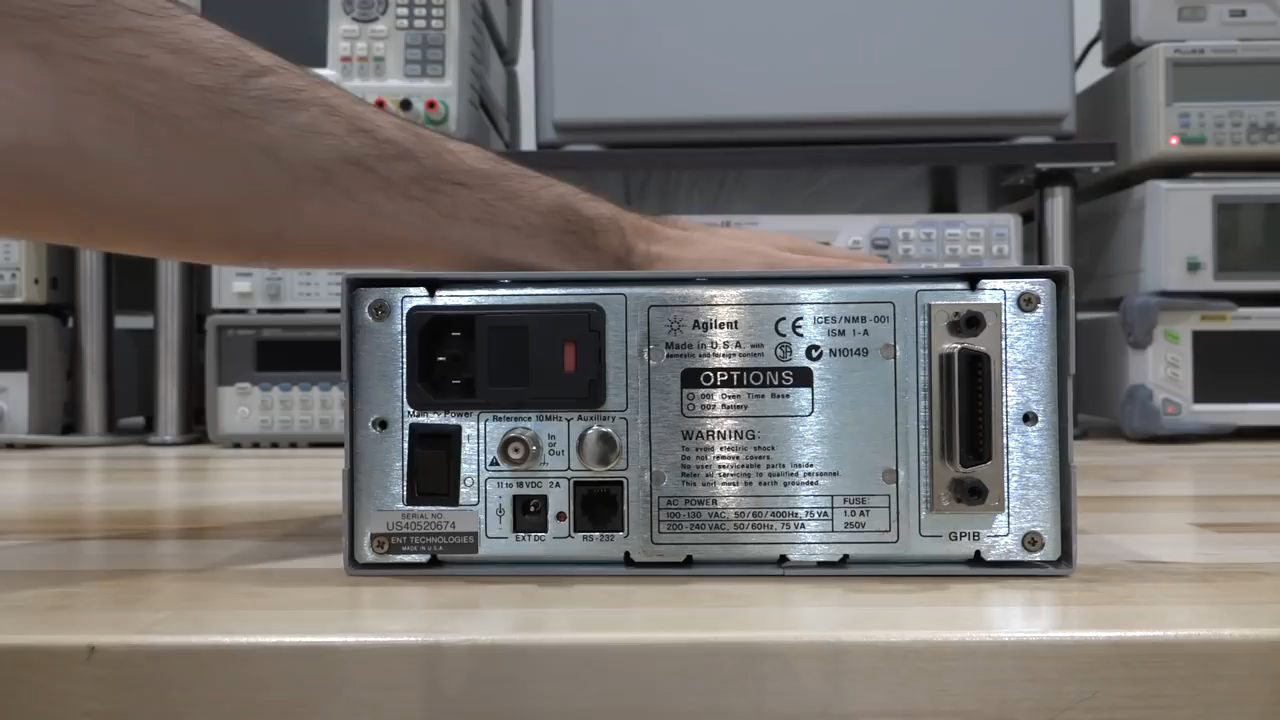 Main Power
I
O
SERIAL NO.
US40520674
ENT TECHNOLOGIES
MADE IN U.S.A.
Reference 10MHz
In
or
Out
Auxiliary
11 to 18 VDC 2A
EXT DC
RS-232
Agilent
Made in U.S.A. with
domestic and foreign content
CE
ICES/NMB-001
ISM 1-A
N10149
OPTIONS
001 Oven Time Base
002 Battery
WARNING:
To avoid electric shock
Do not remove covers.
No user serviceable parts inside.
Refer all servicing to qualified personnel.
This unit must be earth grounded.
AC POWER
FUSE:
100-130 VAC, 50/60/400Hz, 75 VA
1.0 AT
200-240 VAC, 50/60Hz, 75 VA
250V
GPIB
FLUKE